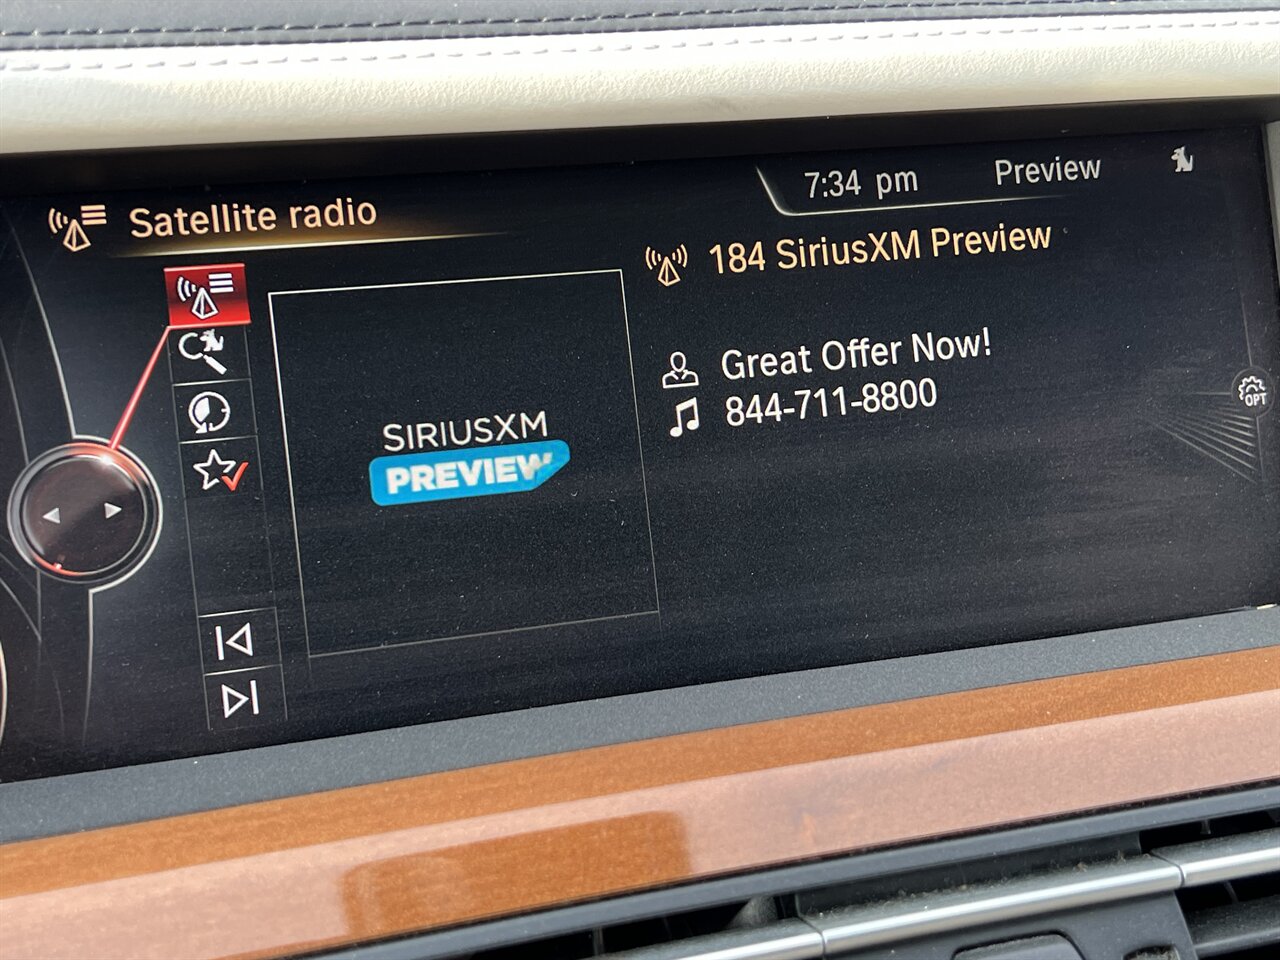 Satellite radio
7:34 pm
Preview
184 SiriusXM Preview
Great Offer Now!
844-711-8800
SIRIUSXM
PREVIEW
OPT